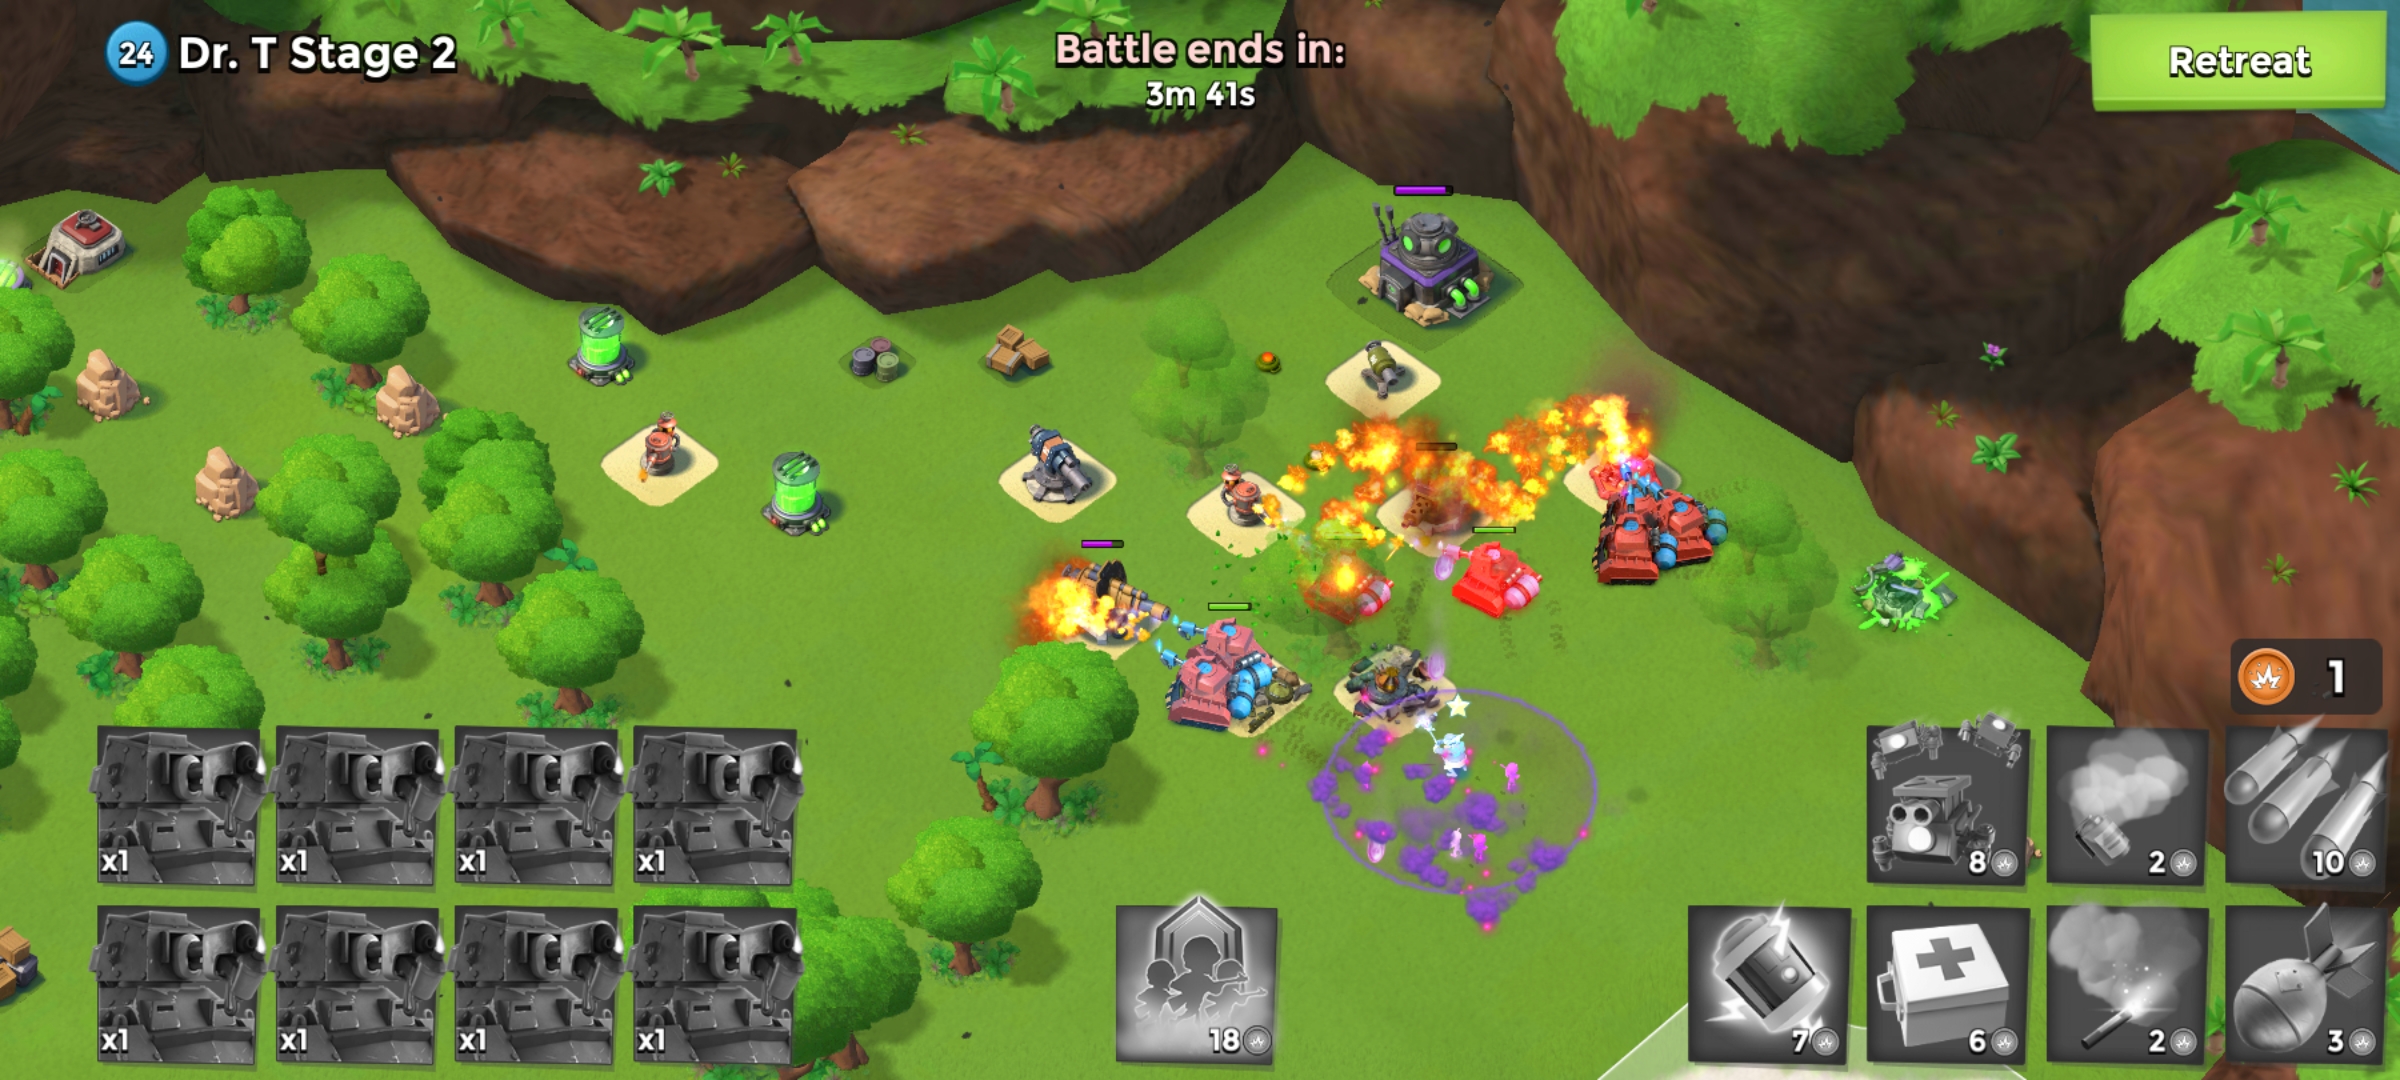 24 Dr. T Stage 2
Battle ends in:
3m 41s
Retreat
1
x1 x1 x1 x1
8 2 10
x1 x1 x1 x1
18
7 6 2 3